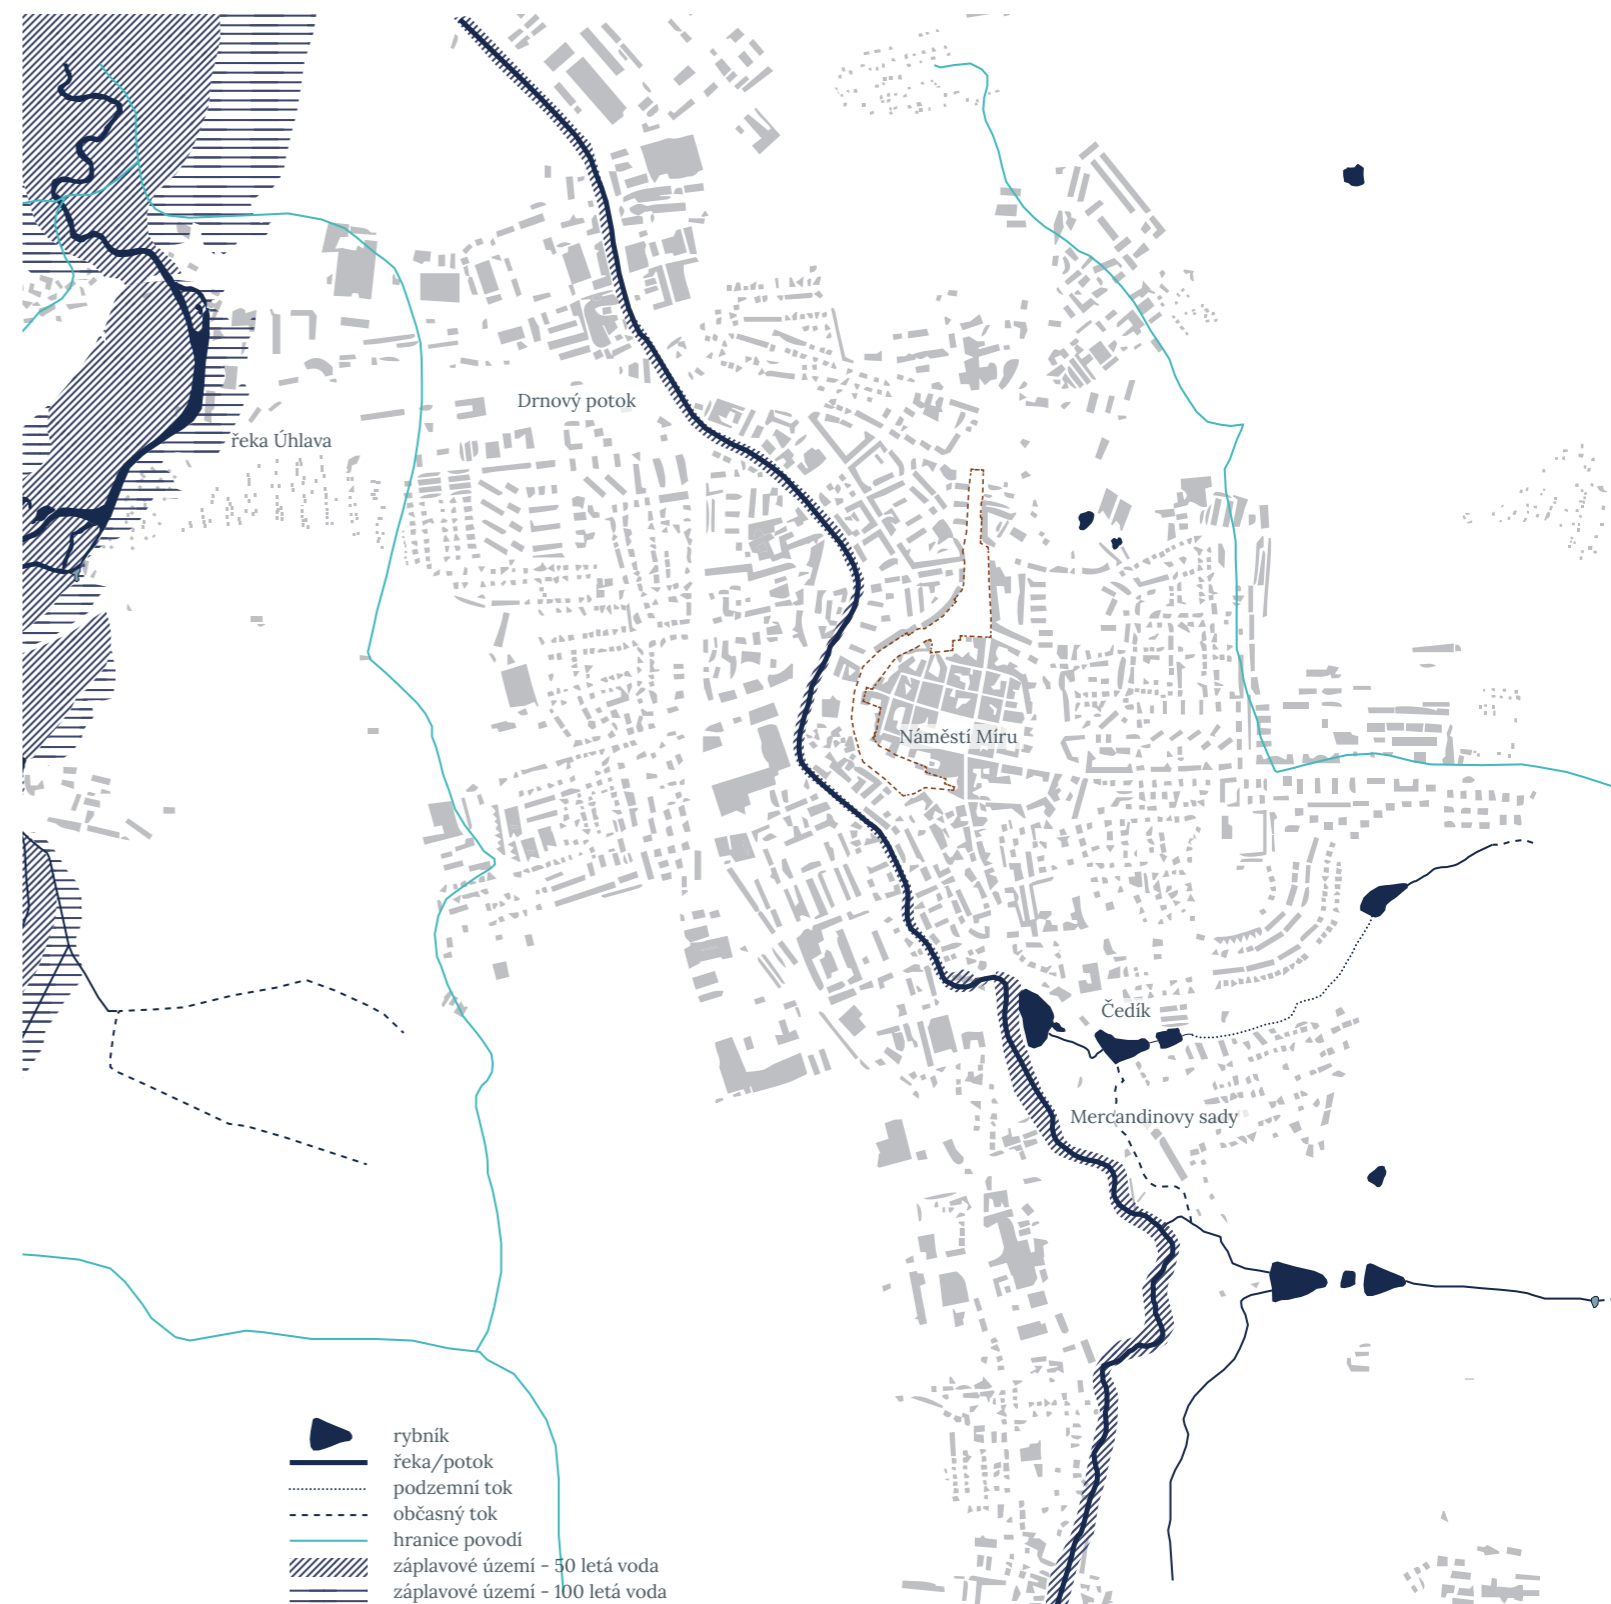 Drnový potok
řeka Úhlava
Náměstí Míru
Čedík
Mercandinovy sady
rybník
řeka/potok
podzemní tok
občasný tok
hranice povodí
záplavové území - 50 letá voda
záplavové území - 100 letá voda